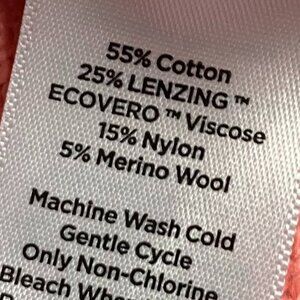 55% Cotton
25% LENZING™
ECOVERO™ Viscose
15% Nylon
5% Merino Wool
Machine Wash Cold
Gentle Cycle
Only Non-Chlorine
Bleach Whe